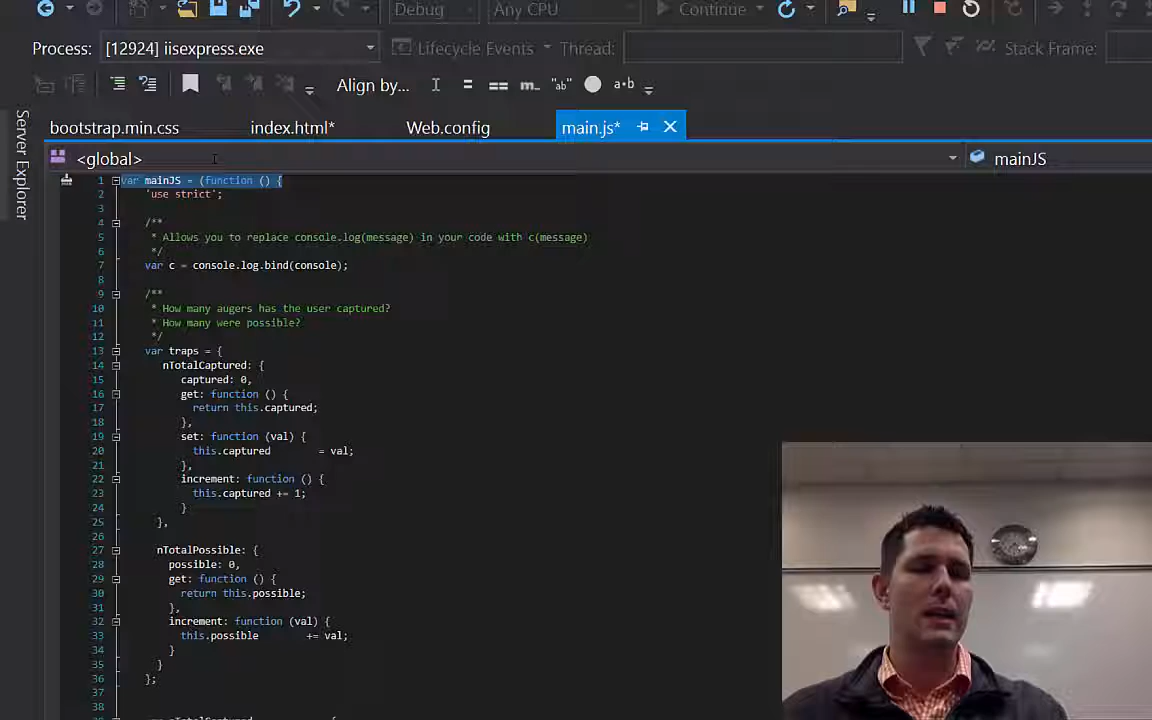 Debug Any CPU Continue
Process: [12924] iisexpress.exe Lifecycle Events Thread: Stack Frame:
Align by... = == m.. "ab" a•b
Server Explorer
bootstrap.min.css index.html* Web.config main.js*
<global> mainJS
1 var mainJS = (function () {
2 'use strict';
3
4 /**
5 * Allows you to replace console.log(message) in your code with c(message)
6 */
7 var c = console.log.bind(console);
8
9 /**
10 * How many augers has the user captured?
11 * How many were possible?
12 */
13 var traps = {
14 nTotalCaptured: {
15 captured: 0,
16 get: function () {
17 return this.captured;
18 },
19 set: function (val) {
20 this.captured = val;
21 },
22 increment: function () {
23 this.captured += 1;
24 }
25 },
26
27 nTotalPossible: {
28 possible: 0,
29 get: function () {
30 return this.possible;
31 },
32 increment: function (val) {
33 this.possible += val;
34 }
35 }
36 };
37